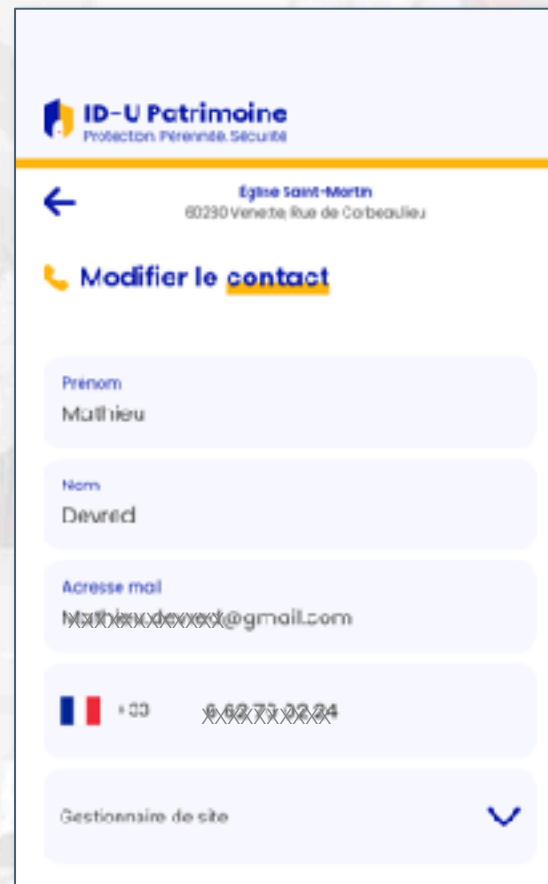 ID-U Patrimoine
Protection. Pérennité. Sécurité
Église Saint-Martin
60280 Venette, Rue de Corbeaulieu
Modifier le contact
Prénom
Mathieu
Nom
Devred
Adresse mail
@gmail.com
+33
Gestionnaire de site